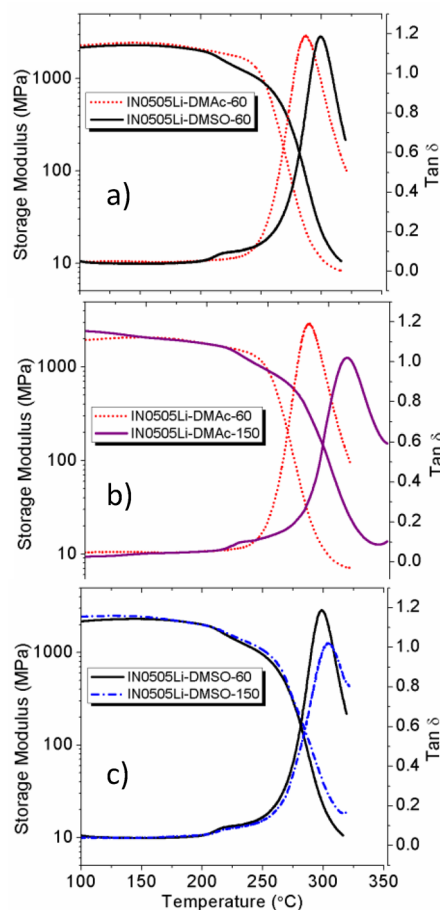 a)
Storage Modulus (MPa)
1000
100
10
IN0505Li-DMAc-60
IN0505Li-DMSO-60
1.2
1.0
0.8
0.6
0.4
0.2
0.0
Tan δ
b)
Storage Modulus (MPa)
1000
100
10
IN0505Li-DMAc-60
IN0505Li-DMAc-150
1.2
1.0
0.8
0.6
0.4
0.2
0.0
Tan δ
c)
Storage Modulus (MPa)
1000
100
10
IN0505Li-DMSO-60
IN0505Li-DMSO-150
1.2
1.0
0.8
0.6
0.4
0.2
0.0
Tan δ
100 150 200 250 300 350
Temperature (°C)